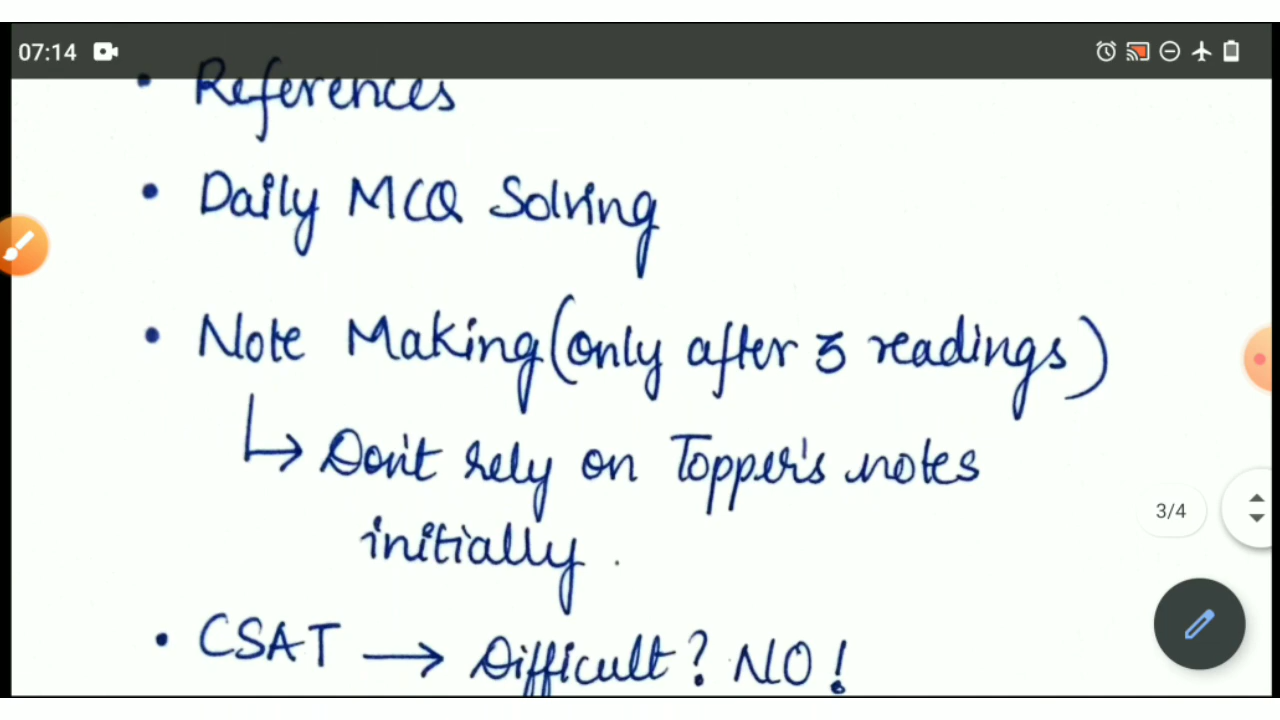 07:14
• References
• Daily MCQ Solving
• Note Making (only after 3 readings)
↳ Don't rely on Topper's notes
initially.
3/4
• CSAT → Difficult? NO!